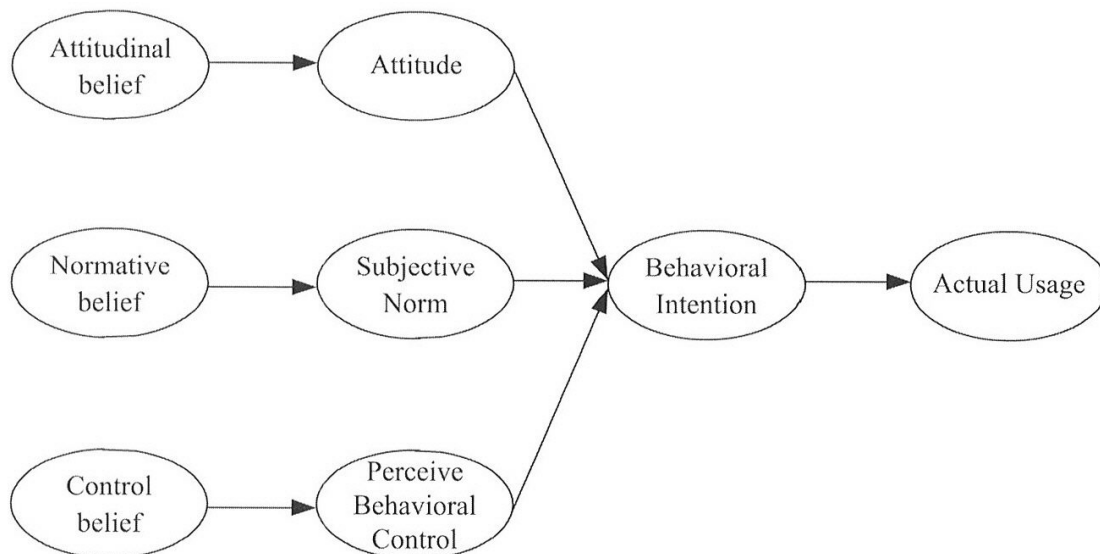 Attitudinal
belief
Attitude
Normative
belief
Subjective
Norm
Behavioral
Intention
Actual Usage
Control
belief
Perceive
Behavioral
Control